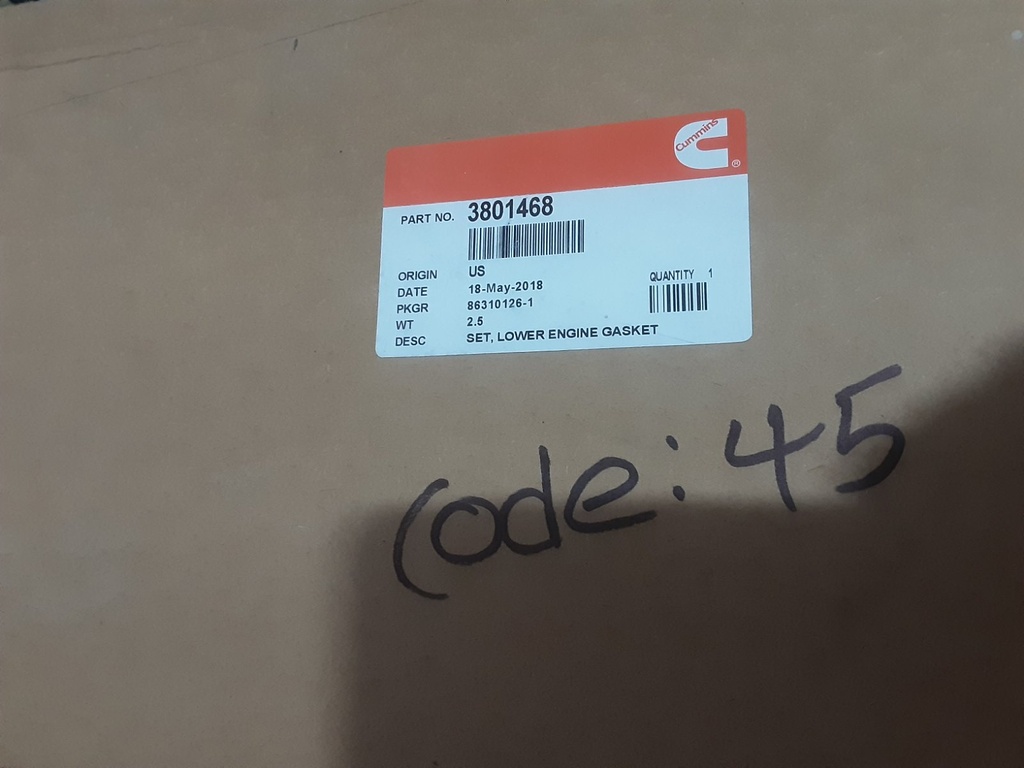 Cummins
®
PART NO. 3801468
ORIGIN US
QUANTITY 1
DATE 18-May-2018
PKGR 86310126-1
WT 2.5
DESC SET, LOWER ENGINE GASKET
Code: 45